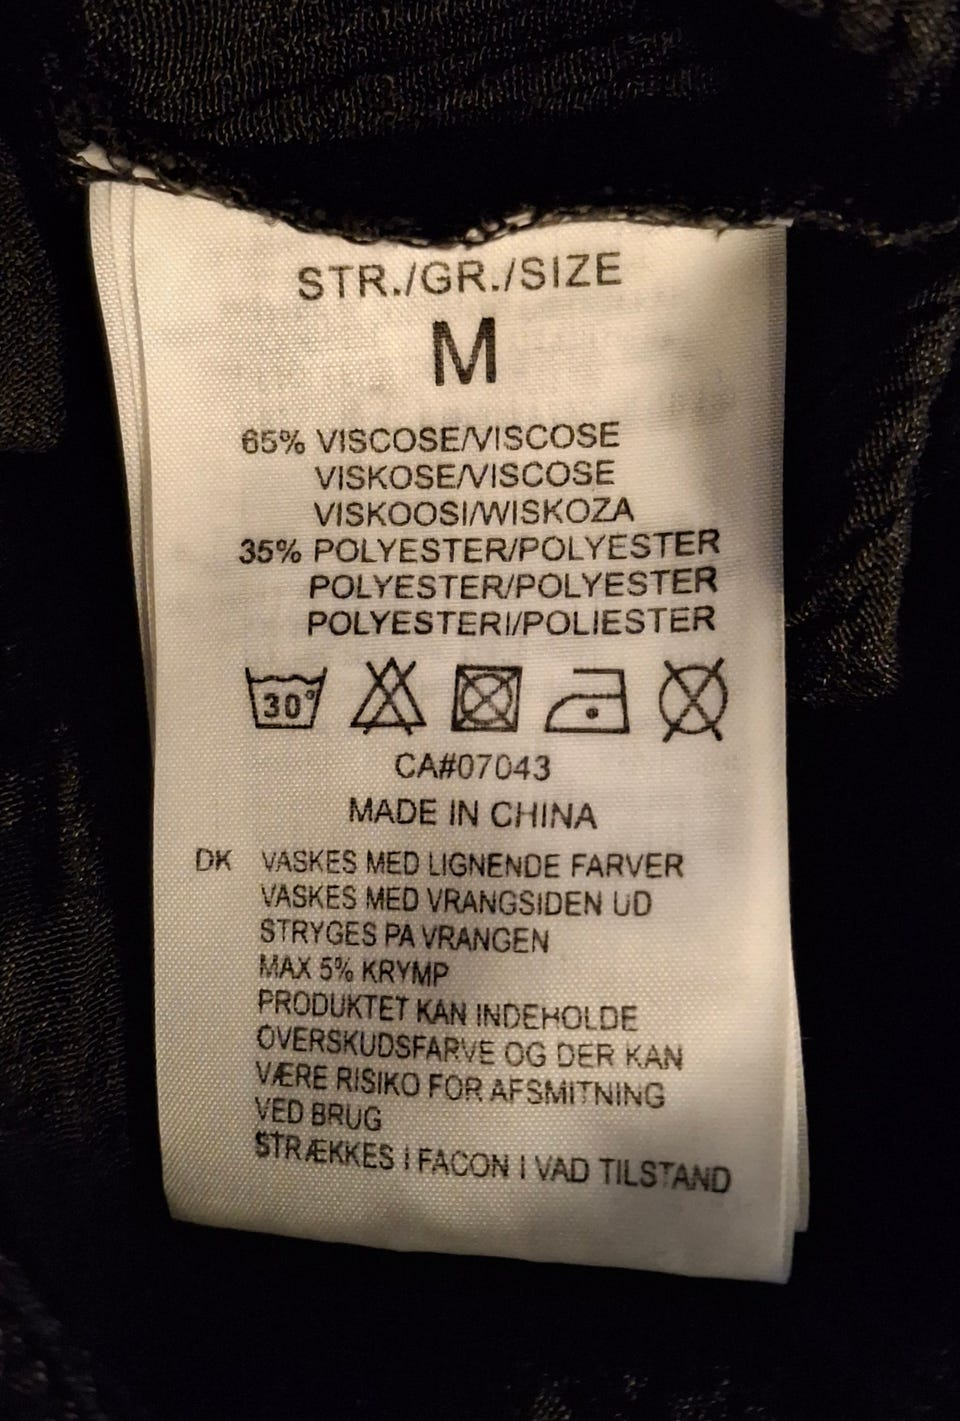 STR./GR./SIZE
M
65% VISCOSE/VISCOSE
VISKOSE/VISCOSE
VISKOOSI/WISKOZA
35% POLYESTER/POLYESTER
POLYESTER/POLYESTER
POLYESTERI/POLIESTER
30°
CA#07043
MADE IN CHINA
DK VASKES MED LIGNENDE FARVER
VASKES MED VRANGSIDEN UD
STRYGES PA VRANGEN
MAX 5% KRYMP
PRODUKTET KAN INDEHOLDE
OVERSKUDSFARVE OG DER KAN
VÆRE RISIKO FOR AFSMITNING
VED BRUG
STRÆKKES I FACON I VAD TILSTAND